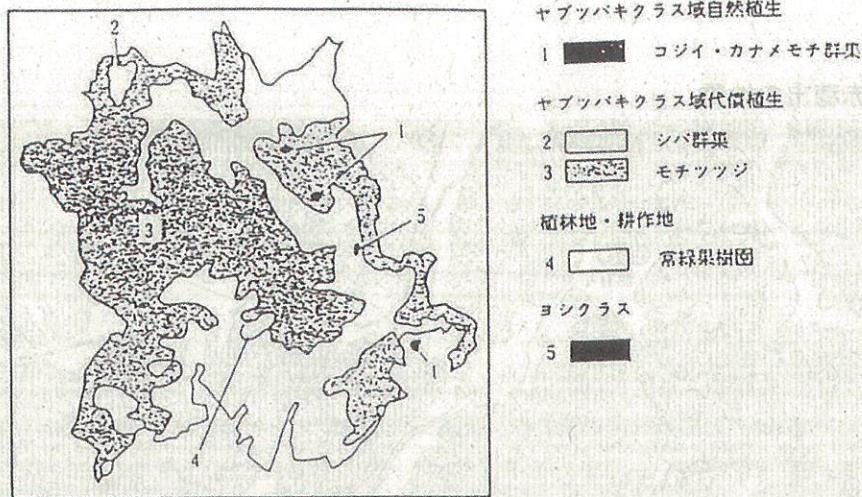 ヤブツバキクラス域自然植生
1 コジイ・カナメモチ群集
ヤブツバキクラス域代償植生
2 シバ群集
3 モチツツジ
植林地・耕作地
4 常緑果樹園
ヨシクラス
5
2
1
5
3
1
4